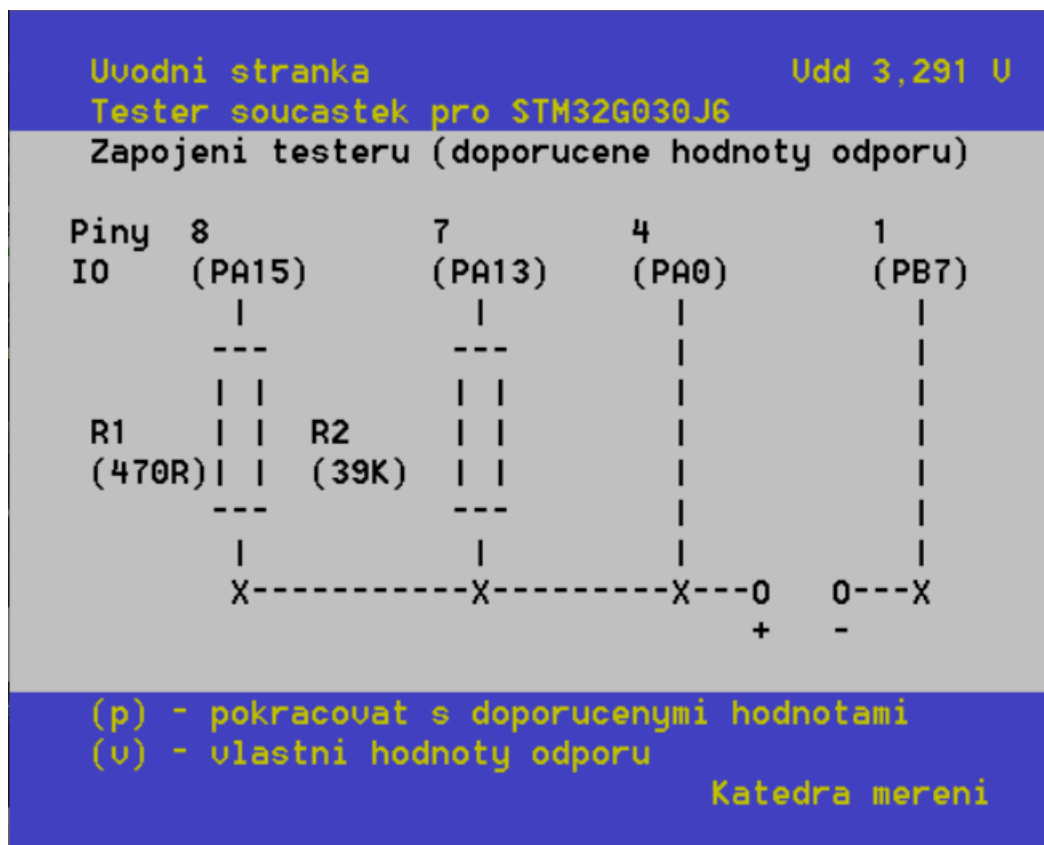 Uvodni stranka Vdd 3,291 V
Tester soucastek pro STM32G030J6
Zapojeni testeru (doporucene hodnoty odporu)
Piny 8 7 4 1
IO (PA15) (PA13) (PA0) (PB7)
| | | |
--- --- | |
| | | | | |
R1 | | R2 | | | |
(470R)| | (39K) | | | |
--- --- | |
| | | |
X-----------X---------X---O O---X
+ -
(p) - pokracovat s doporucenymi hodnotami
(v) - vlastni hodnoty odporu
Katedra mereni